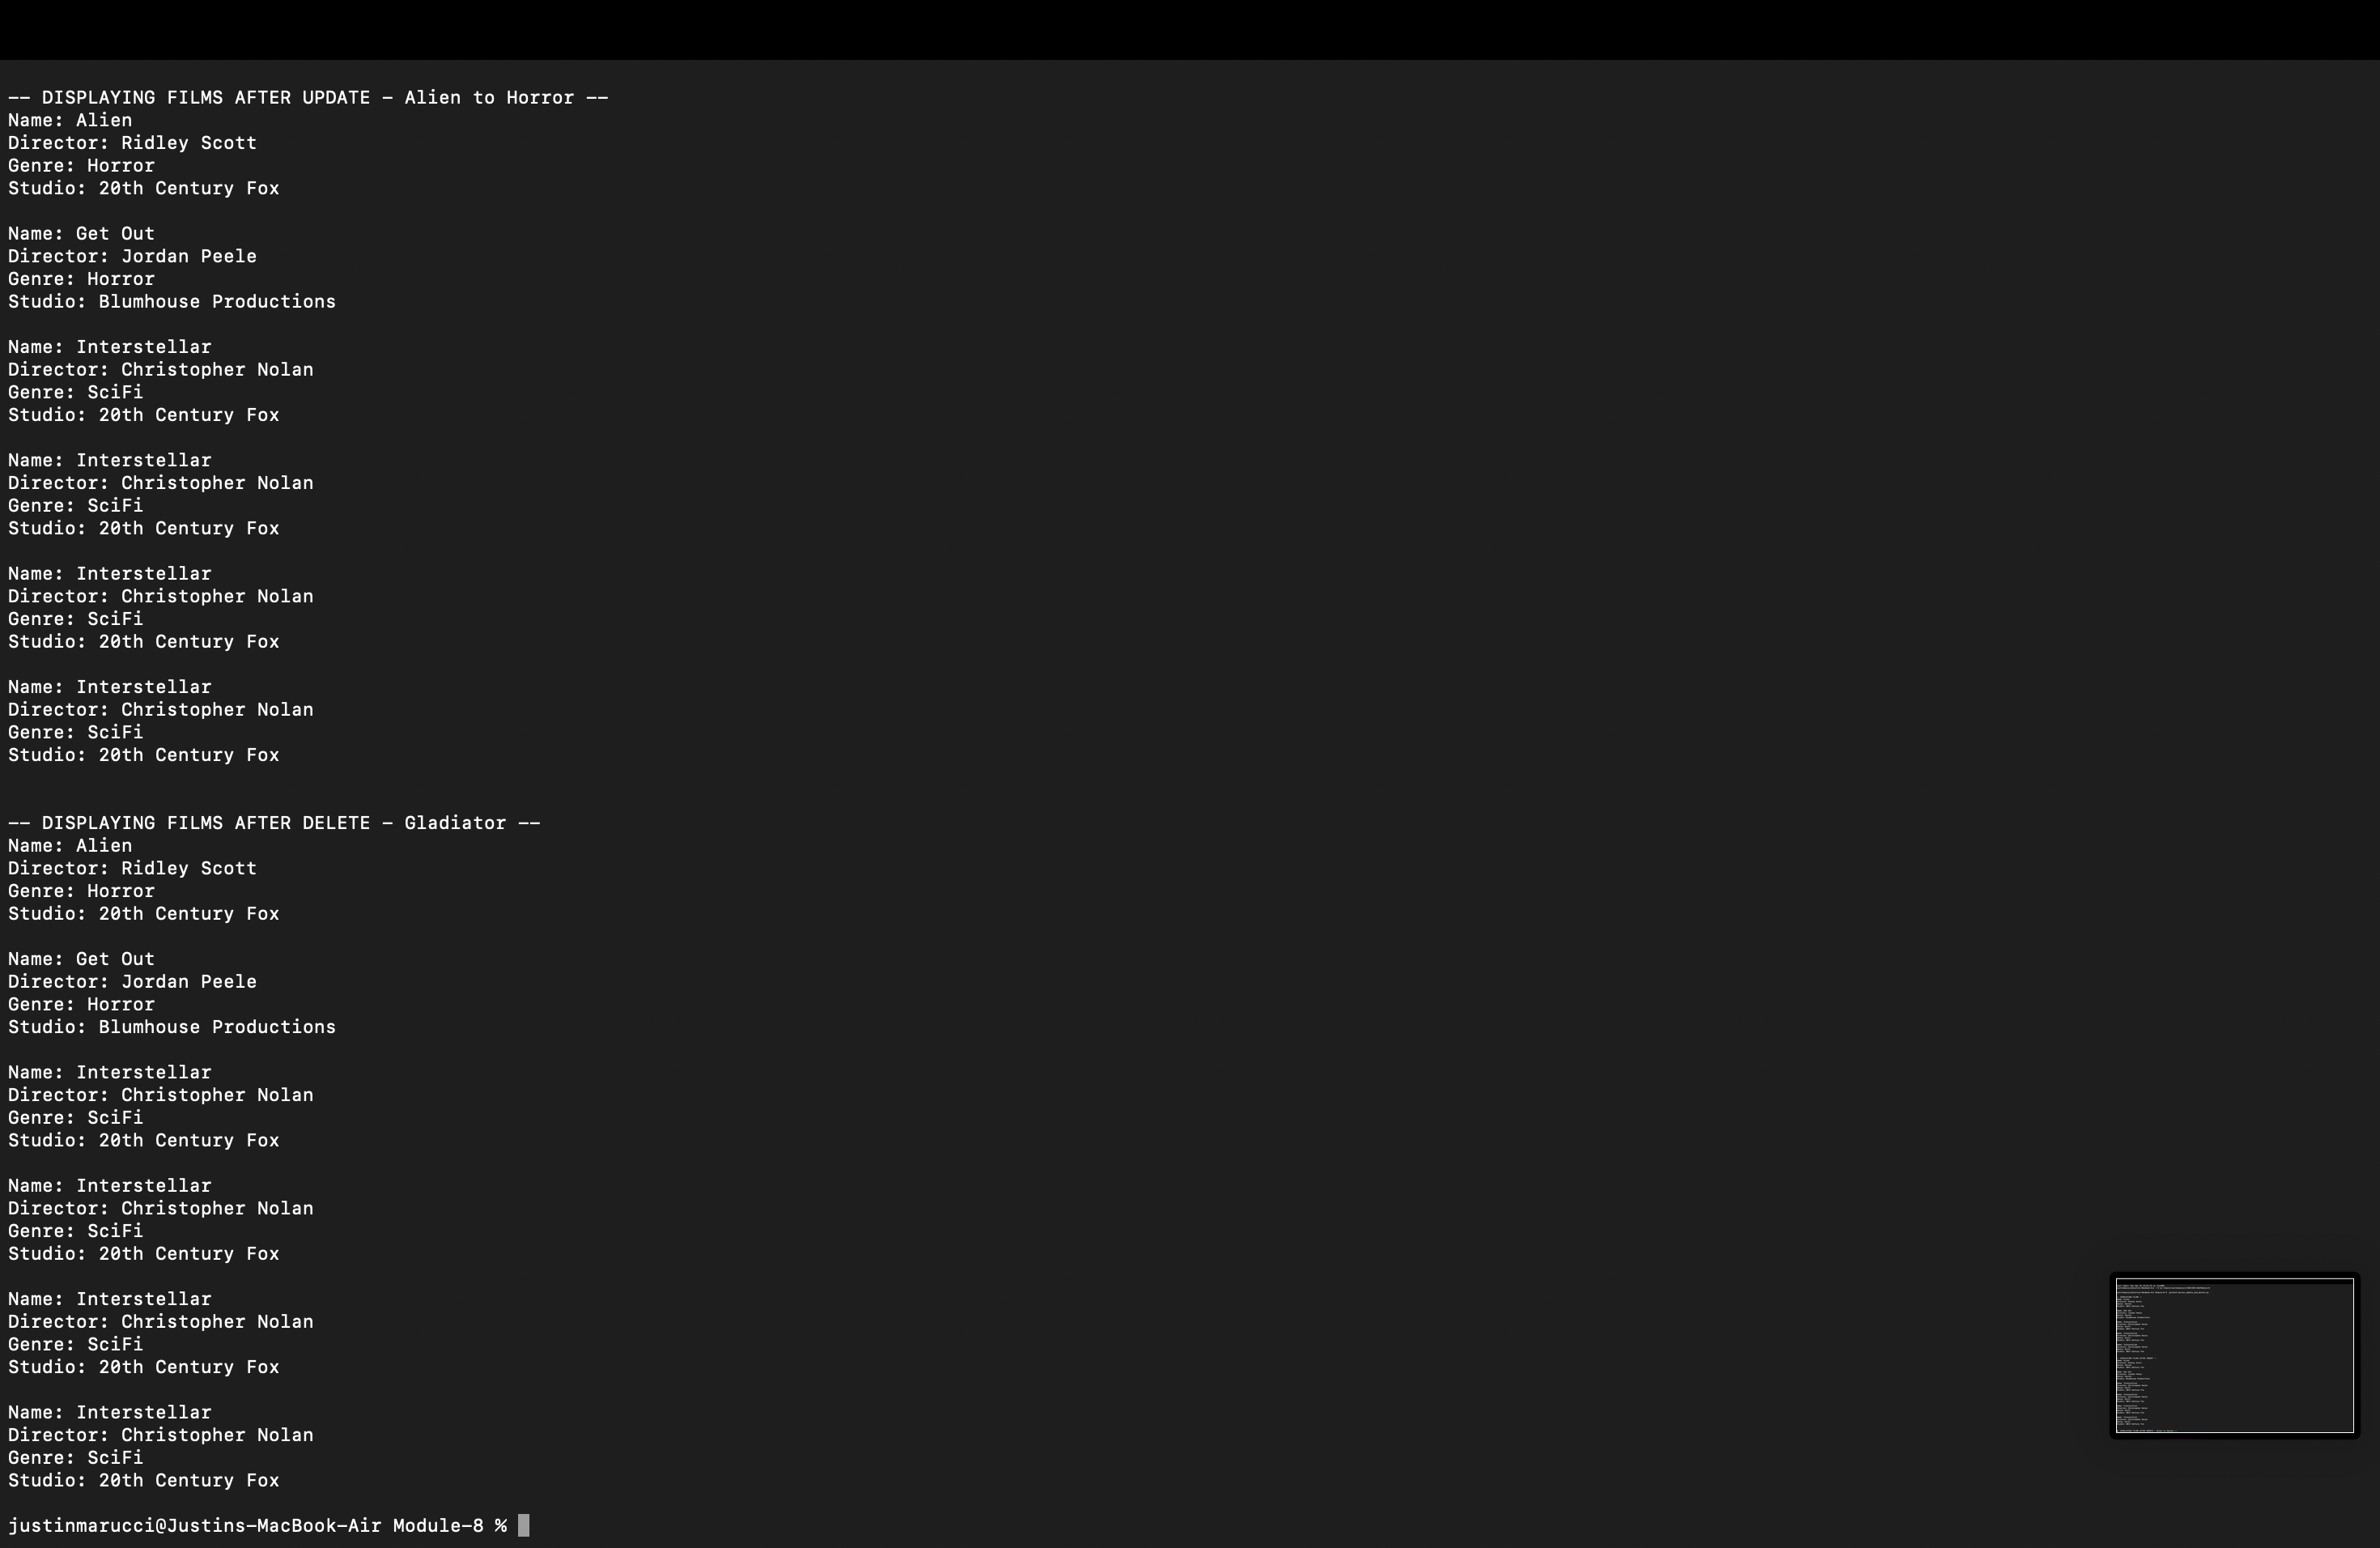 -- DISPLAYING FILMS AFTER UPDATE - Alien to Horror --
Name: Alien
Director: Ridley Scott
Genre: Horror
Studio: 20th Century Fox
Name: Get Out
Director: Jordan Peele
Genre: Horror
Studio: Blumhouse Productions
Name: Interstellar
Director: Christopher Nolan
Genre: SciFi
Studio: 20th Century Fox
Name: Interstellar
Director: Christopher Nolan
Genre: SciFi
Studio: 20th Century Fox
Name: Interstellar
Director: Christopher Nolan
Genre: SciFi
Studio: 20th Century Fox
Name: Interstellar
Director: Christopher Nolan
Genre: SciFi
Studio: 20th Century Fox
-- DISPLAYING FILMS AFTER DELETE - Gladiator --
Name: Alien
Director: Ridley Scott
Genre: Horror
Studio: 20th Century Fox
Name: Get Out
Director: Jordan Peele
Genre: Horror
Studio: Blumhouse Productions
Name: Interstellar
Director: Christopher Nolan
Genre: SciFi
Studio: 20th Century Fox
Name: Interstellar
Director: Christopher Nolan
Genre: SciFi
Studio: 20th Century Fox
Name: Interstellar
Director: Christopher Nolan
Genre: SciFi
Studio: 20th Century Fox
Name: Interstellar
Director: Christopher Nolan
Genre: SciFi
Studio: 20th Century Fox
justinmarucci@Justins-MacBook-Air Module-8 %